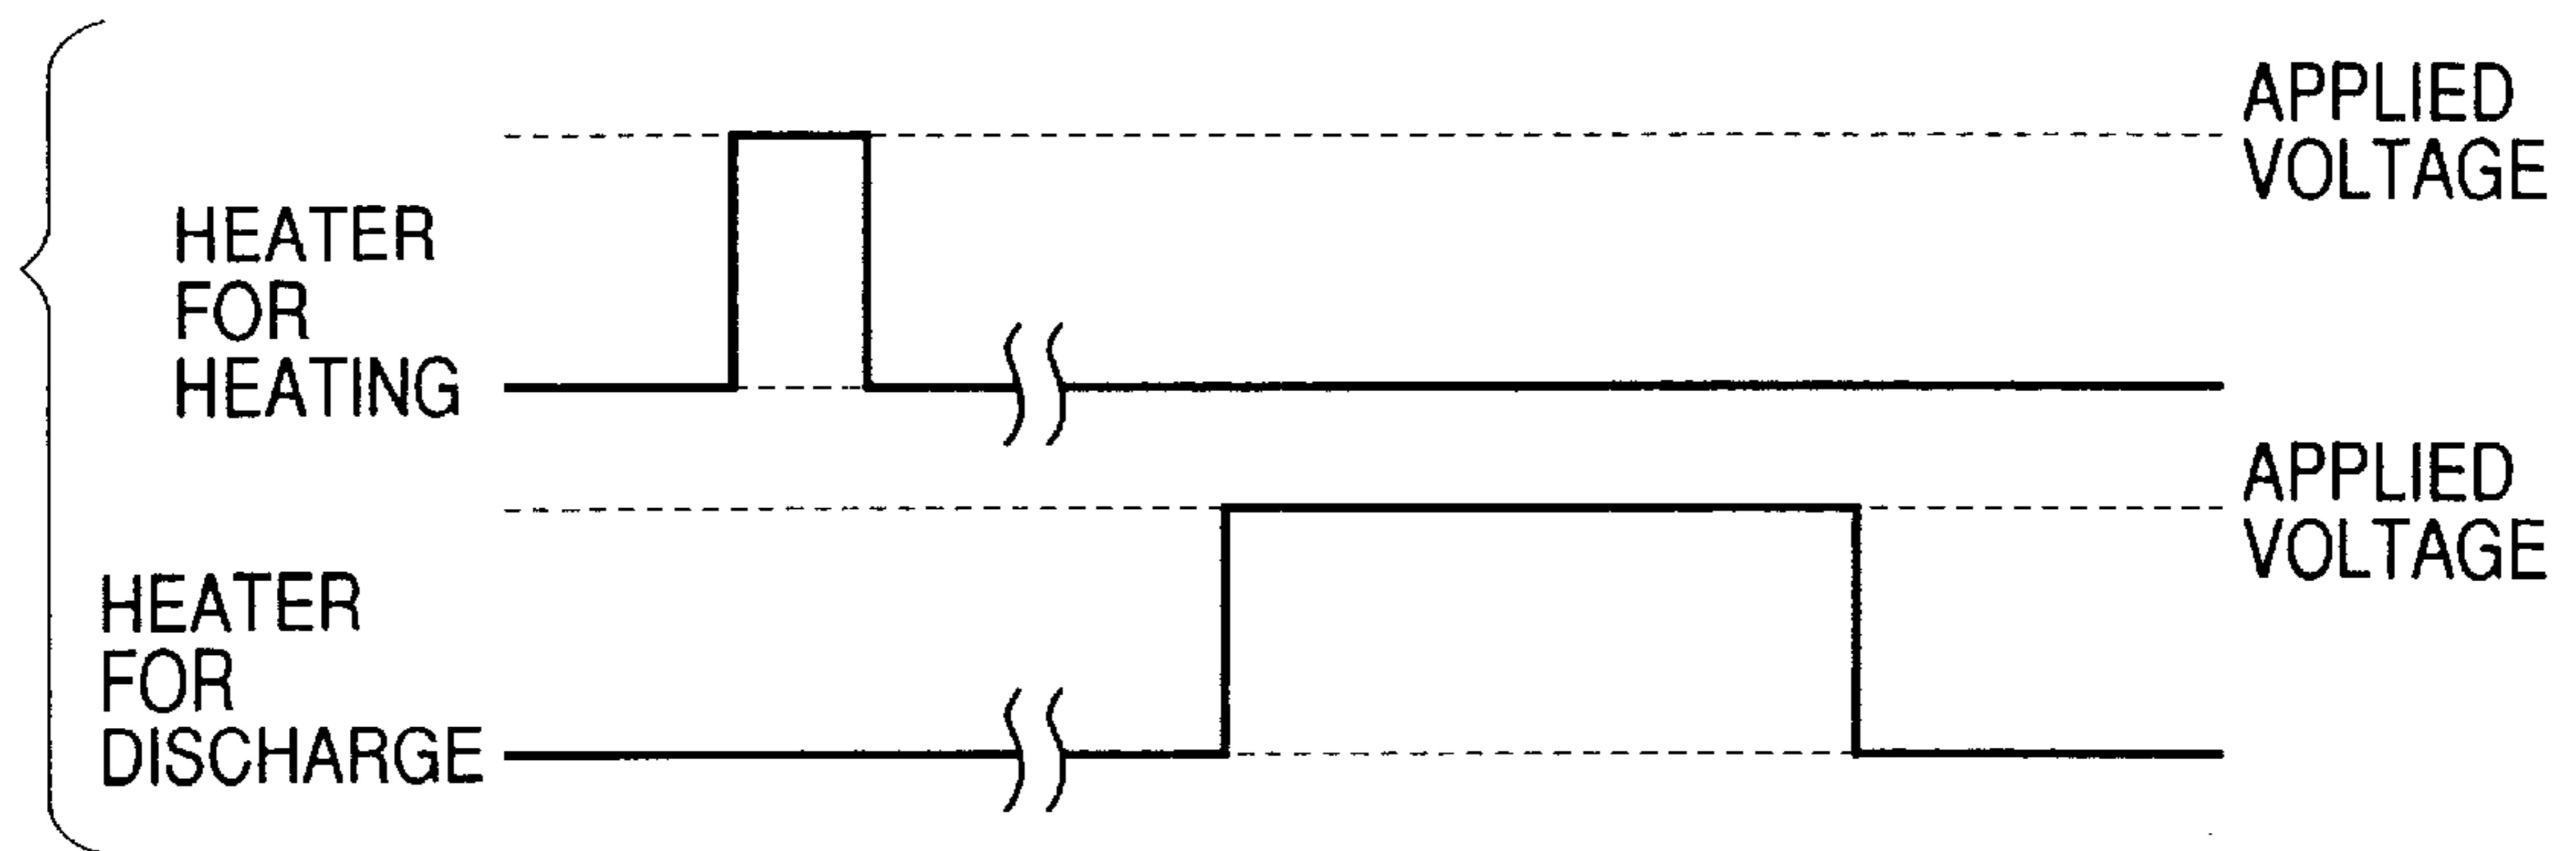 APPLIED
VOLTAGE
HEATER
FOR
HEATING
APPLIED
VOLTAGE
HEATER
FOR
DISCHARGE